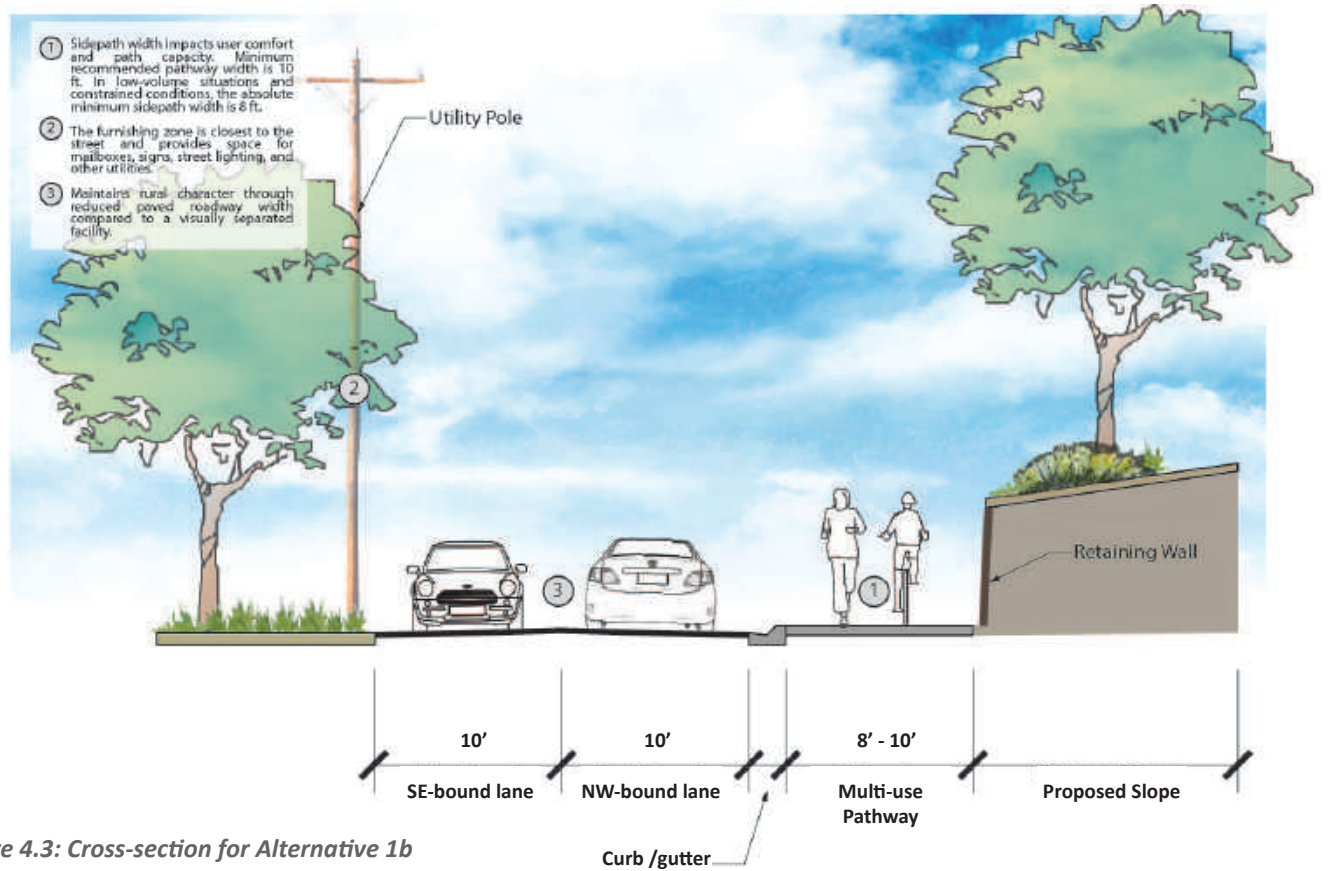 1 Sidepath width impacts user comfort
and path capacity. Minimum
recommended pathway width is 10
ft. In low-volume situations and
constrained conditions, the absolute
minimum sidepath width is 8 ft.
2 The furnishing zone is closest to the
street and provides space for
mailboxes, signs, street lighting, and
other utilities.
3 Maintains rural character through
reduced paved roadway width
compared to a visually separated
facility.
Utility Pole
2
3
1
Retaining Wall
10’ 10’ 8’ - 10’
SE-bound lane NW-bound lane Multi-use Proposed Slope
Pathway
Curb /gutter
e 4.3: Cross-section for Alternative 1b